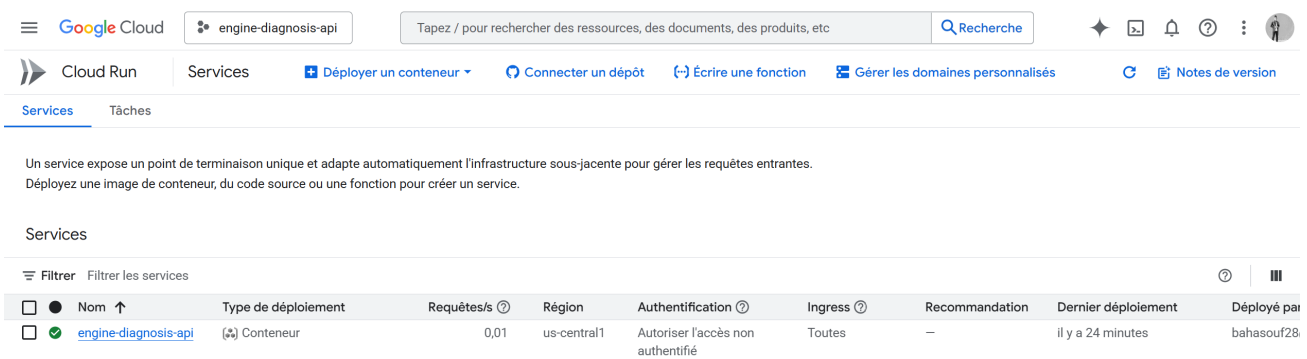 Google Cloud
engine-diagnosis-api
Tapez / pour rechercher des ressources, des documents, des produits, etc
Recherche
Cloud Run
Services
Déployer un conteneur
Connecter un dépôt
Écrire une fonction
Gérer les domaines personnalisés
Notes de version
Services
Tâches
Un service expose un point de terminaison unique et adapte automatiquement l'infrastructure sous-jacente pour gérer les requêtes entrantes.
Déployez une image de conteneur, du code source ou une fonction pour créer un service.
Services
Filtrer Filtrer les services
Nom Type de déploiement Requêtes/s Région Authentification Ingress Recommandation Dernier déploiement Déployé par
engine-diagnosis-api Conteneur 0,01 us-central1 Autoriser l'accès non Toutes — il y a 24 minutes bahasouf28
authentifié